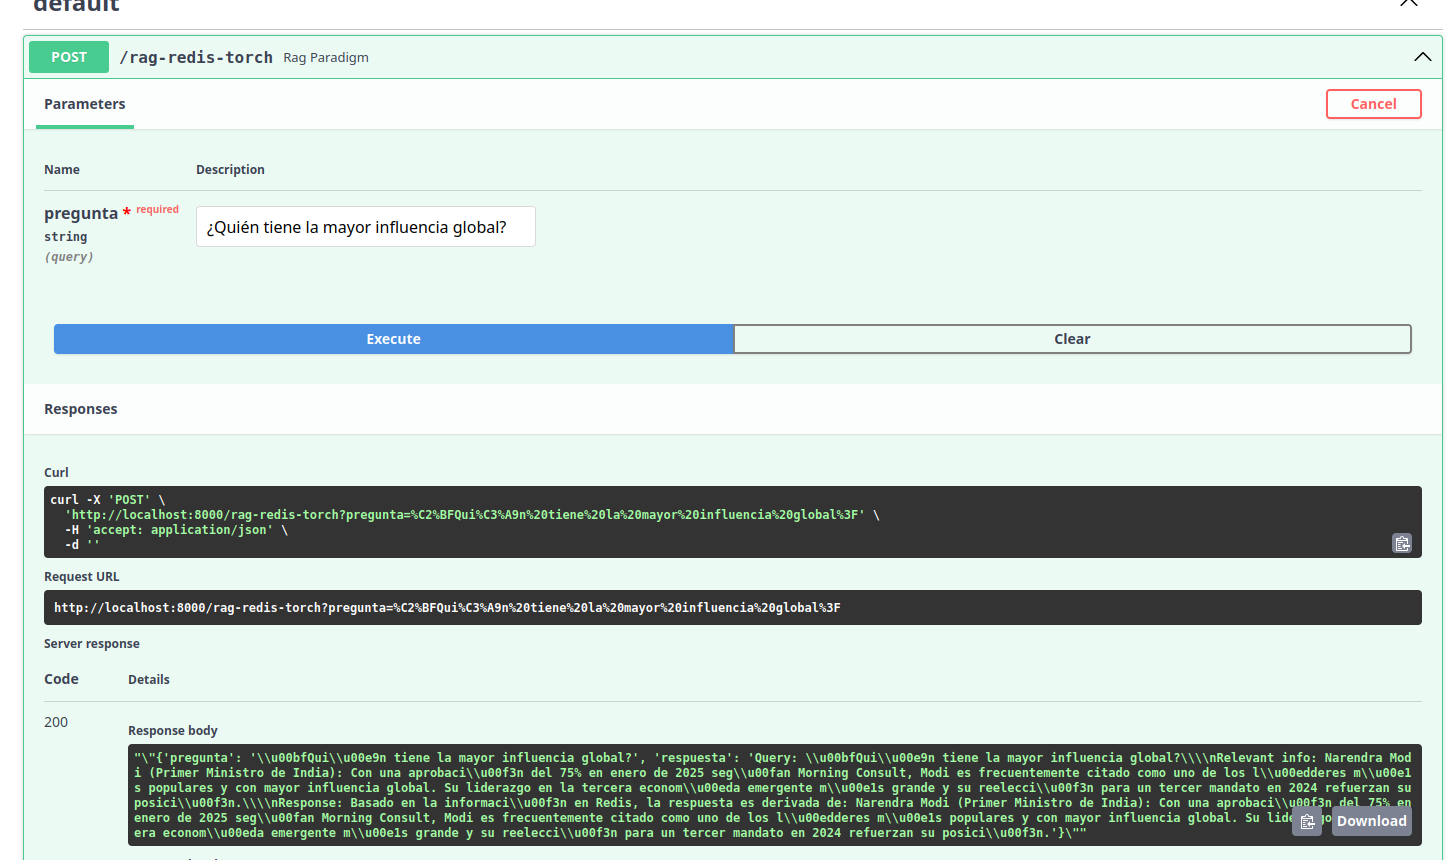 default
POST /rag-redis-torch Rag Paradigm
Parameters Cancel
Name Description
pregunta * required ¿Quién tiene la mayor influencia global?
string
(query)
Execute Clear
Responses
Curl
curl -X 'POST' \
'http://localhost:8000/rag-redis-torch?pregunta=%C2%BFQui%C3%A9n%20tiene%20la%20mayor%20influencia%20global%3F' \
-H 'accept: application/json' \
-d ''
Request URL
http://localhost:8000/rag-redis-torch?pregunta=%C2%BFQui%C3%A9n%20tiene%20la%20mayor%20influencia%20global%3F
Server response
Code Details
200
Response body
"\"{'pregunta': '\\u00bfQui\\u00e9n tiene la mayor influencia global?', 'respuesta': 'Query: \\u00bfQui\\u00e9n tiene la mayor influencia global?\\\\nRelevant info: Narendra Mod
i (Primer Ministro de India): Con una aprobaci\\u00f3n del 75% en enero de 2025 seg\\u00fan Morning Consult, Modi es frecuentemente citado como uno de los l\\u00edderes m\\u00e1
s populares y con mayor influencia global. Su liderazgo en la tercera econom\\u00eda emergente m\\u00e1s grande y su reelecci\\u00f3n para un tercer mandato en 2024 refuerzan su
posici\\u00f3n.\\\\nResponse: Basado en la informaci\\u00f3n en Redis, la respuesta es derivada de: Narendra Modi (Primer Ministro de India): Con una aprobaci\\u00f3n del 75% en
enero de 2025 seg\\u00fan Morning Consult, Modi es frecuentemente citado como uno de los l\\u00edderes m\\u00e1s populares y con mayor influencia global. Su
era econom\\u00eda emergente m\\u00e1s grande y su reelecci\\u00f3n para un tercer mandato en 2024 refuerzan su posici\\u00f3n.'}\""
Download